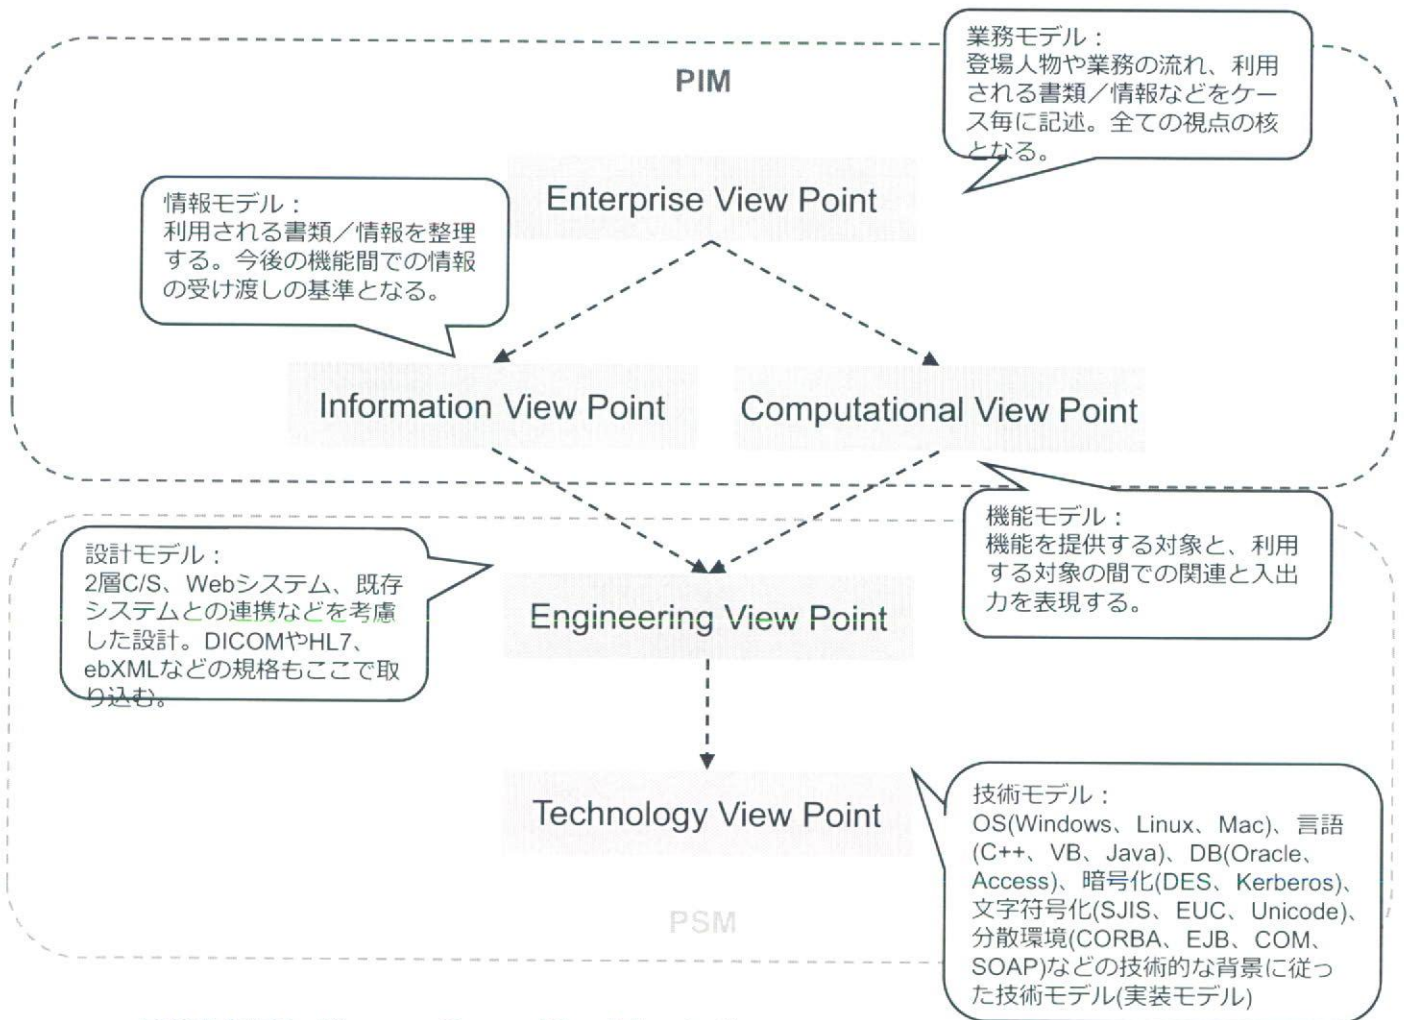 PIM
業務モデル：
登場人物や業務の流れ、利用
される書類／情報などをケー
ス毎に記述。全ての視点の核
となる。
Enterprise View Point
情報モデル：
利用される書類／情報を整理
する。今後の機能間での情報
の受け渡しの基準となる。
Information View Point
Computational View Point
機能モデル：
機能を提供する対象と、利用
する対象の間での関連と入出
力を表現する。
設計モデル：
2層C/S、Webシステム、既存
システムとの連携などを考慮
した設計。DICOMやHL7、
ebXMLなどの規格もここで取
り込む。
Engineering View Point
Technology View Point
技術モデル：
OS(Windows、Linux、Mac)、言語
(C++、VB、Java)、DB(Oracle、
Access)、暗号化(DES、Kerberos)、
文字符号化(SJIS、EUC、Unicode)、
分散環境(CORBA、EJB、COM、
SOAP)などの技術的な背景に従っ
た技術モデル(実装モデル)
PSM